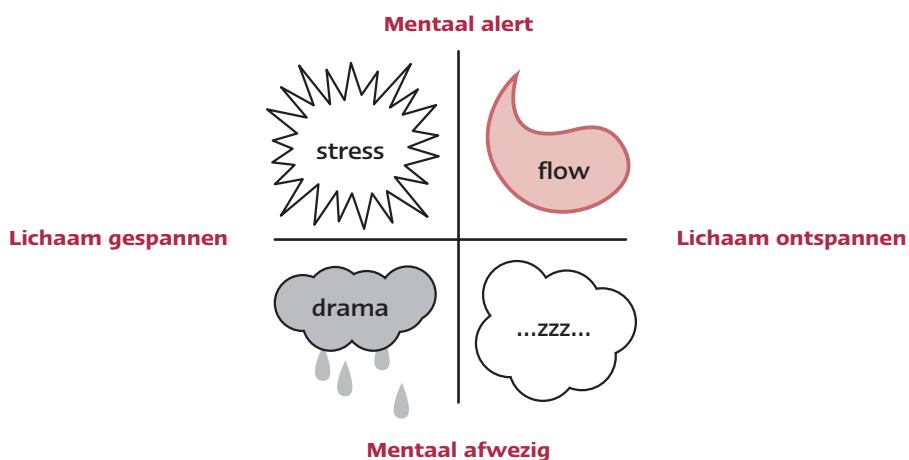 Mentaal alert
stress
flow
Lichaam gespannen
Lichaam ontspannen
drama
...zzz...
Mentaal afwezig